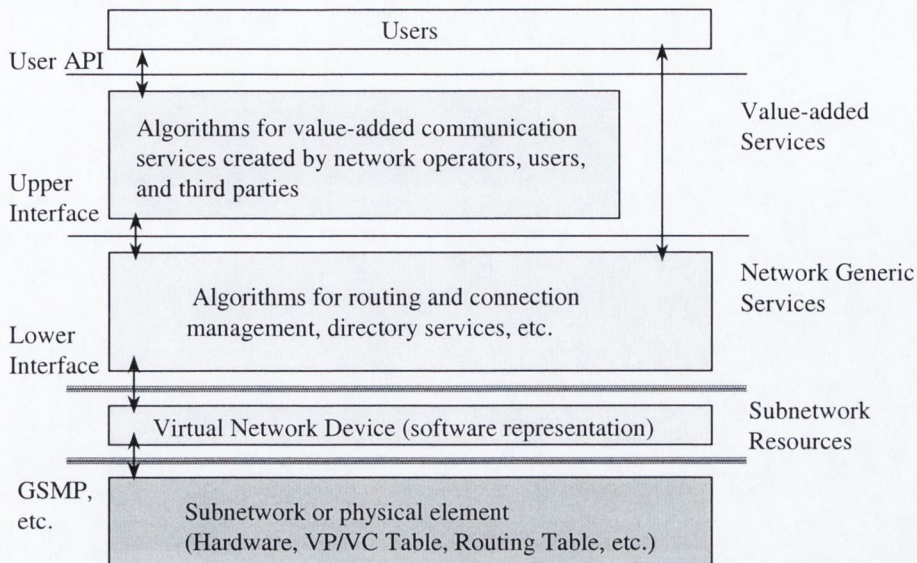 Users
User API
Algorithms for value-added communication
services created by network operators, users,
and third parties
Value-added
Services
Upper
Interface
Algorithms for routing and connection
management, directory services, etc.
Network Generic
Services
Lower
Interface
Virtual Network Device (software representation)
Subnetwork
Resources
GSMP,
etc.
Subnetwork or physical element
(Hardware, VP/VC Table, Routing Table, etc.)